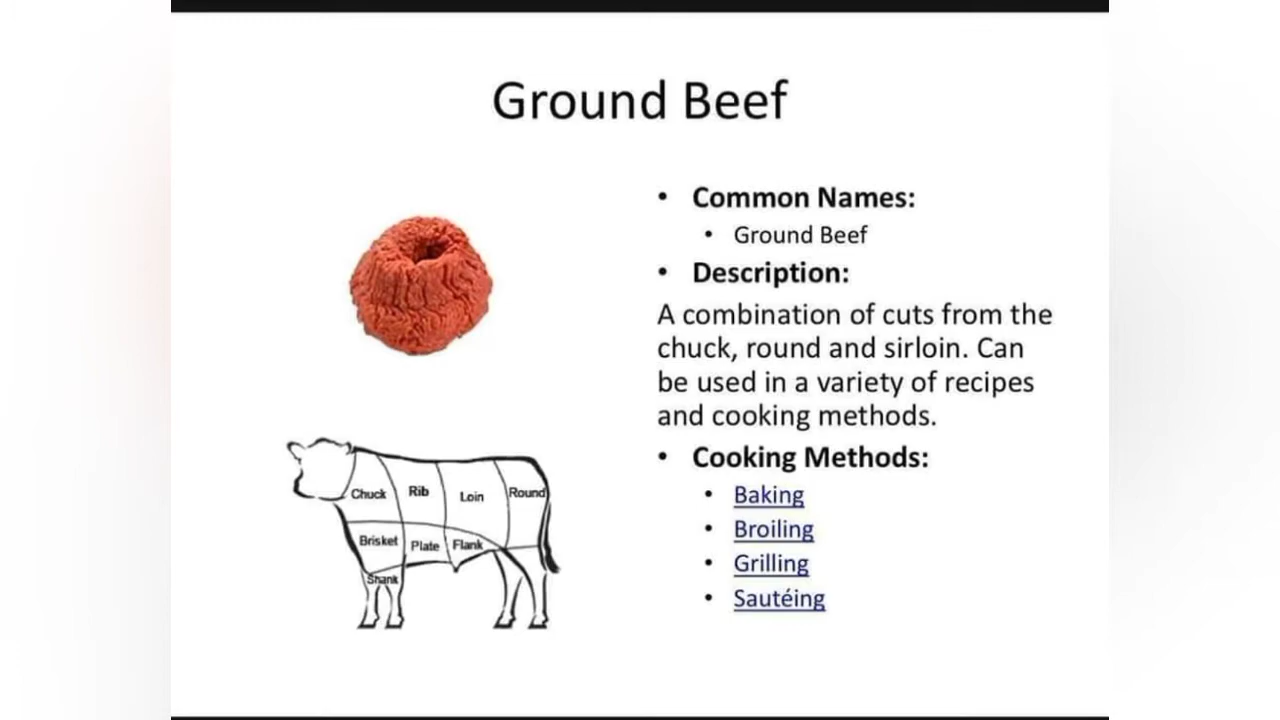 Ground Beef
• Common Names:
• Ground Beef
• Description:
A combination of cuts from the
chuck, round and sirloin. Can
be used in a variety of recipes
and cooking methods.
• Cooking Methods:
• Baking
• Broiling
• Grilling
• Sautéing
Chuck Rib Loin Round
Brisket Plate Flank
Shank